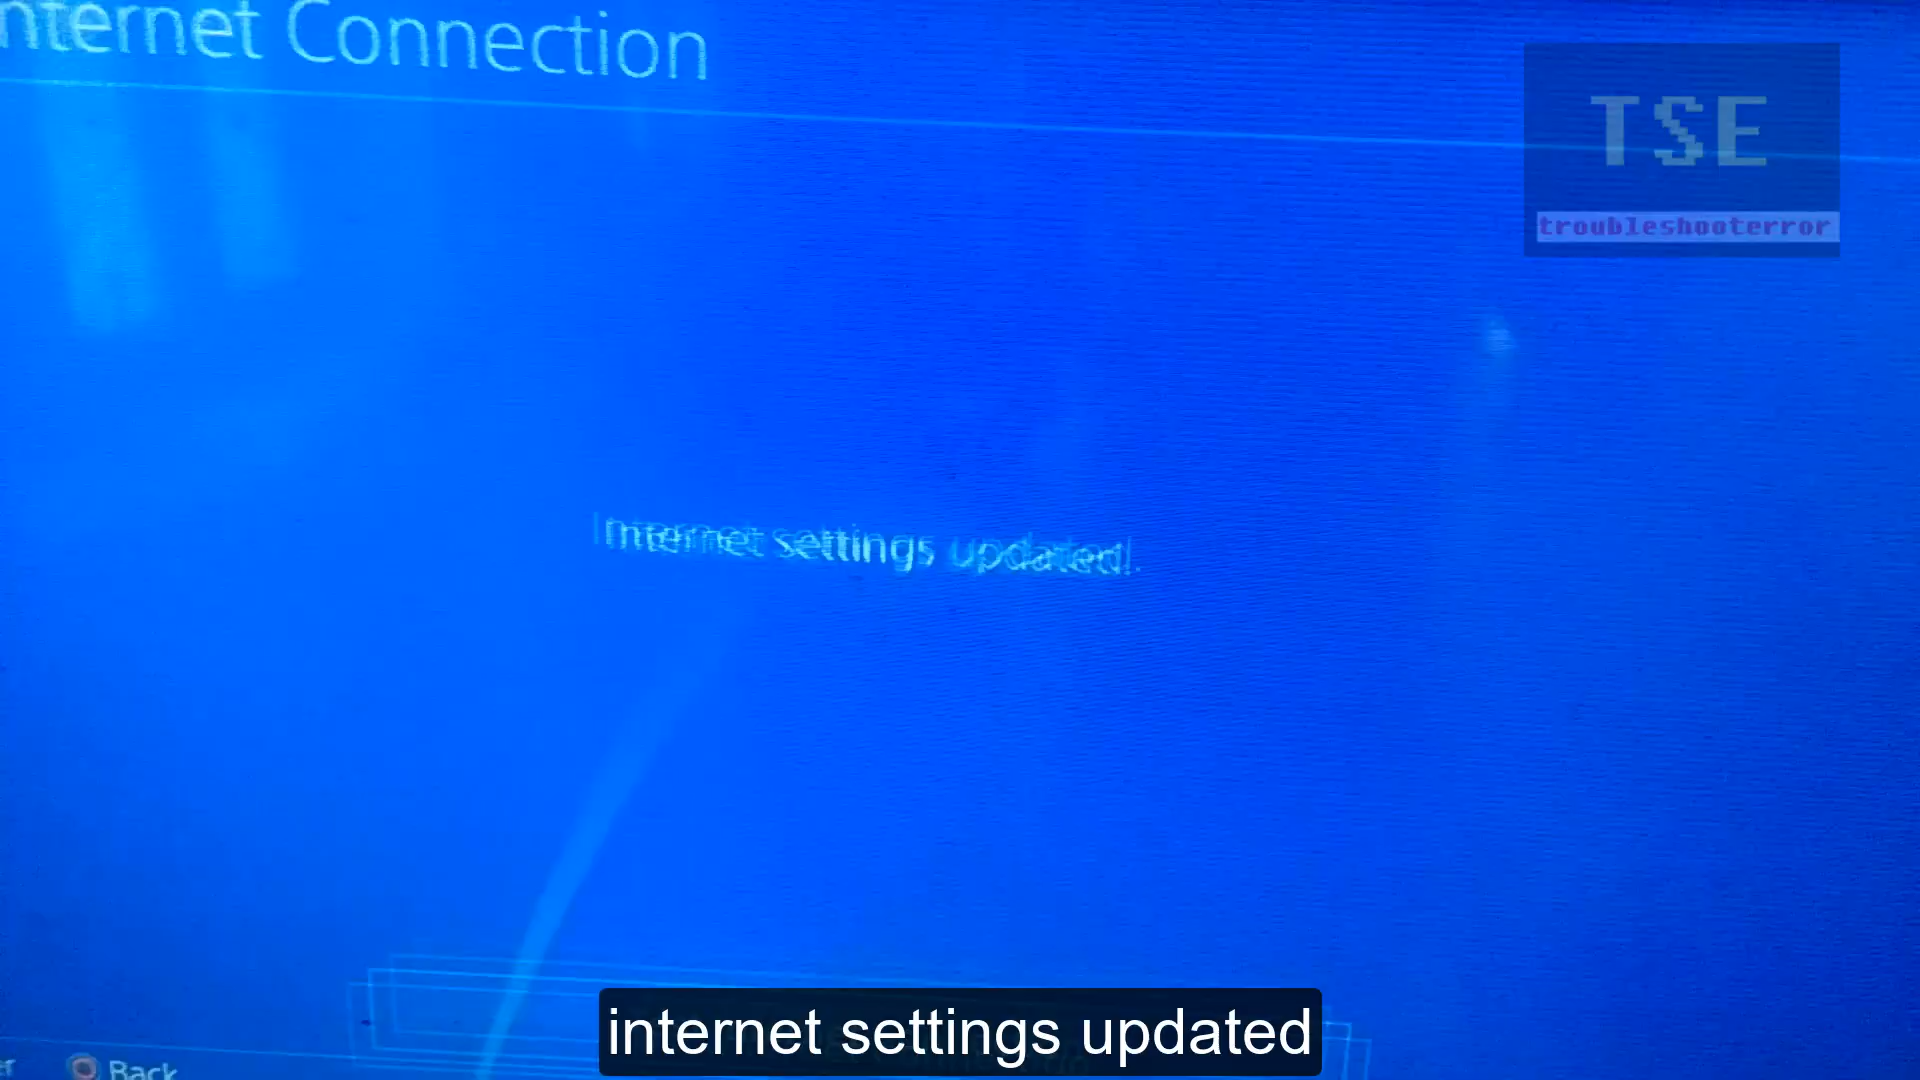 nternet Connection
TSE
troubleshooterror
Internet settings updated.
internet settings updated
Back